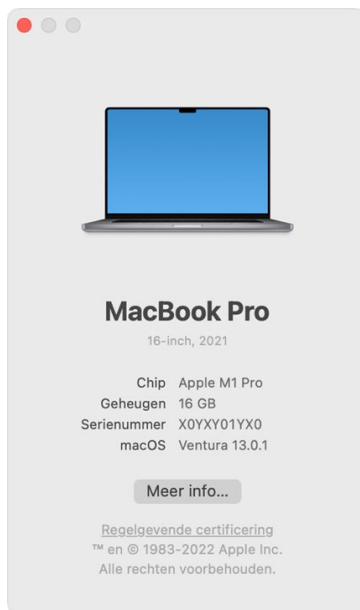 MacBook Pro
16-inch, 2021
Chip Apple M1 Pro
Geheugen 16 GB
Serienummer X0YXY01YX0
macOS Ventura 13.0.1
Meer info...
Regelgevende certificering
™ en © 1983-2022 Apple Inc.
Alle rechten voorbehouden.